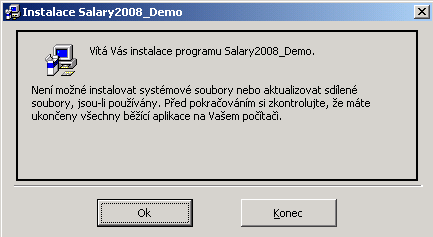 Instalace Salary2008_Demo
Vítá Vás instalace programu Salary2008_Demo.
Není možné instalovat systémové soubory nebo aktualizovat sdílené
soubory, jsou-li používány. Před pokračováním si zkontrolujte, že máte
ukončeny všechny běžící aplikace na Vašem počítači.
Ok
Konec